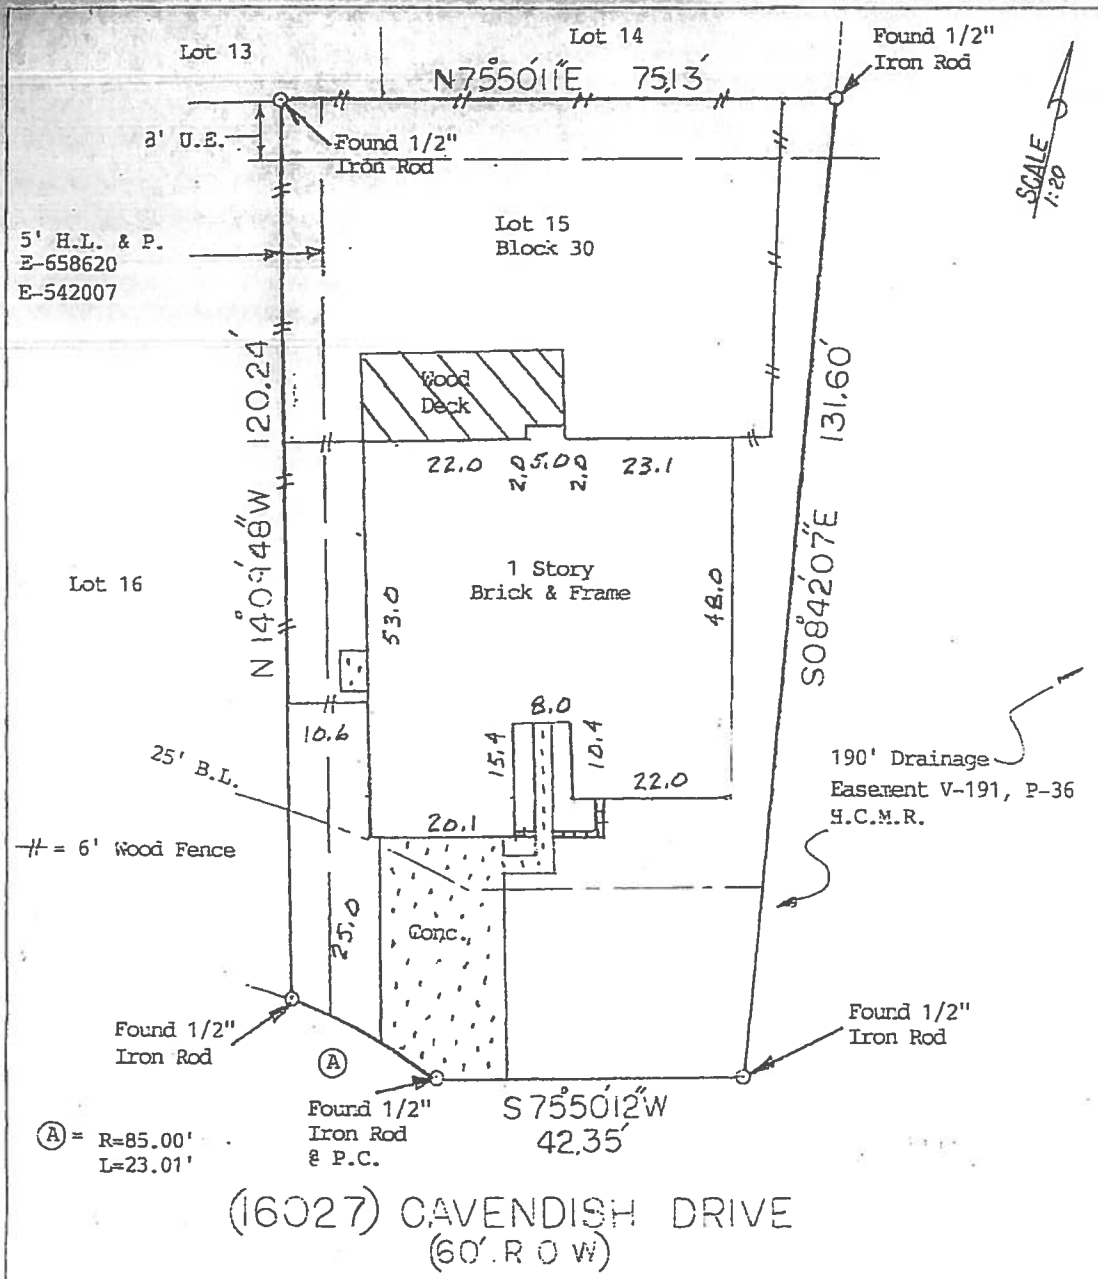 Lot 13
Lot 14
Found 1/2"
Iron Rod
N75°50'11"E 75.13'
8' U.E.
Found 1/2"
Iron Rod
SCALE
1:20
Lot 15
Block 30
5' H.L. & P.
E-658620
E-542007
Wood
Deck
N 14°09'48"W 120.24'
131.60'
S08°42'07"E
22.0
2.0
5.0
2.0
23.1
Lot 16
1 Story
Brick & Frame
53.0
48.0
8.0
10.6
15.4
10.4
22.0
25' B.L.
190' Drainage
Easement V-191, P-36
H.C.M.R.
20.1
-//- = 6' Wood Fence
25.0
Conc.
Found 1/2"
Iron Rod
Found 1/2"
Iron Rod
A
Found 1/2"
Iron Rod
@ P.C.
S 75°50'12"W
42.35'
A = R=85.00'
L=23.01'
(16027) CAVENDISH DRIVE
(60'.R O W)